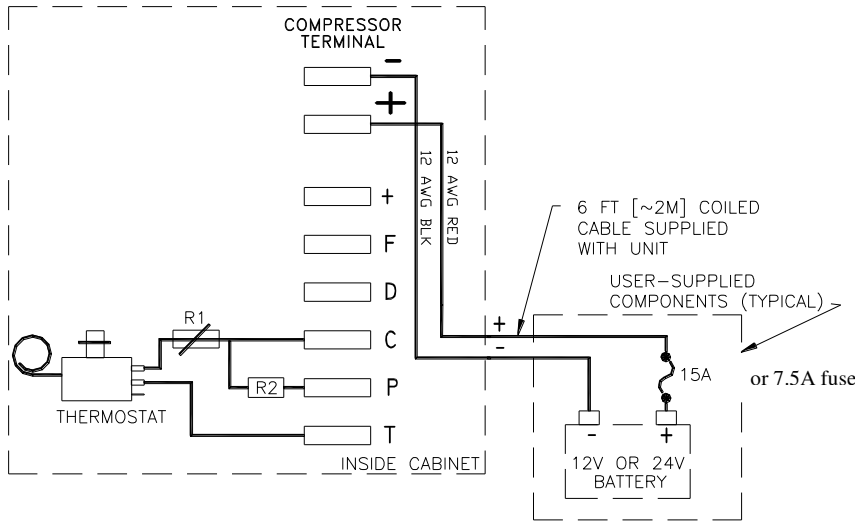 COMPRESSOR
TERMINAL
-
+
12 AWG BLK
12 AWG RED
+
F
D
C
P
T
R1
R2
THERMOSTAT
INSIDE CABINET
6 FT [~2M] COILED
CABLE SUPPLIED
WITH UNIT
USER-SUPPLIED
COMPONENTS (TYPICAL)
+
-
15A
or 7.5A fuse
- +
12V OR 24V
BATTERY